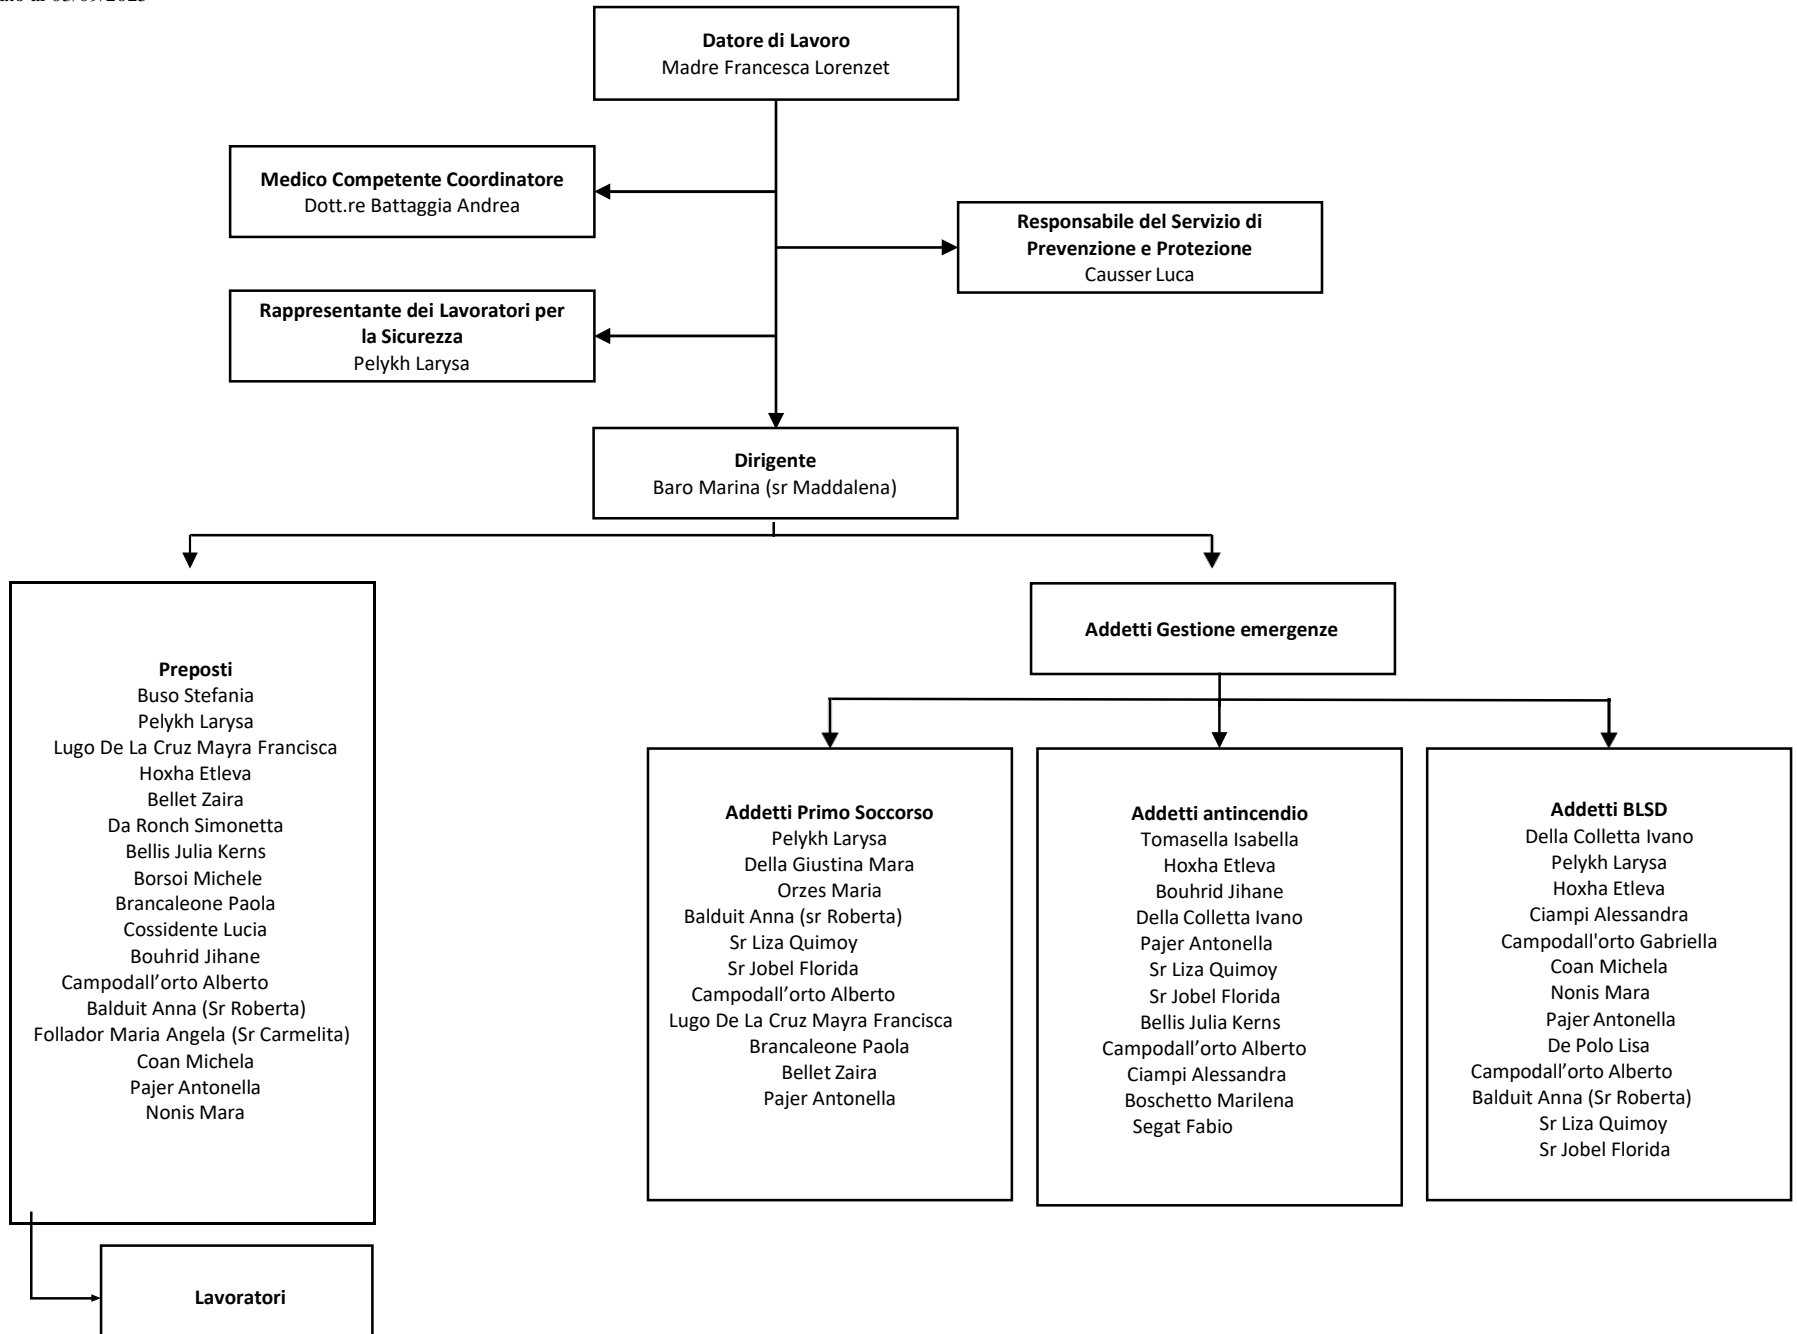 al 03/09/2025
Datore di Lavoro
Madre Francesca Lorenzet
Medico Competente Coordinatore
Dott.re Battaggia Andrea
Responsabile del Servizio di
Prevenzione e Protezione
Causser Luca
Rappresentante dei Lavoratori per
la Sicurezza
Pelykh Larysa
Dirigente
Baro Marina (sr Maddalena)
Preposti
Buso Stefania
Pelykh Larysa
Lugo De La Cruz Mayra Francisca
Hoxha Etleva
Bellet Zaira
Da Ronch Simonetta
Bellis Julia Kerns
Borsoi Michele
Brancaleone Paola
Cossidente Lucia
Bouhrid Jihane
Campodall’orto Alberto
Balduit Anna (Sr Roberta)
Follador Maria Angela (Sr Carmelita)
Coan Michela
Pajer Antonella
Nonis Mara
Lavoratori
Addetti Gestione emergenze
Addetti Primo Soccorso
Pelykh Larysa
Della Giustina Mara
Orzes Maria
Balduit Anna (sr Roberta)
Sr Liza Quimoy
Sr Jobel Florida
Campodall’orto Alberto
Lugo De La Cruz Mayra Francisca
Brancaleone Paola
Bellet Zaira
Pajer Antonella
Addetti antincendio
Tomasella Isabella
Hoxha Etleva
Bouhrid Jihane
Della Colletta Ivano
Pajer Antonella
Sr Liza Quimoy
Sr Jobel Florida
Bellis Julia Kerns
Campodall’orto Alberto
Ciampi Alessandra
Boschetto Marilena
Segat Fabio
Addetti BLSD
Della Colletta Ivano
Pelykh Larysa
Hoxha Etleva
Ciampi Alessandra
Campodall'orto Gabriella
Coan Michela
Nonis Mara
Pajer Antonella
De Polo Lisa
Campodall’orto Alberto
Balduit Anna (Sr Roberta)
Sr Liza Quimoy
Sr Jobel Florida